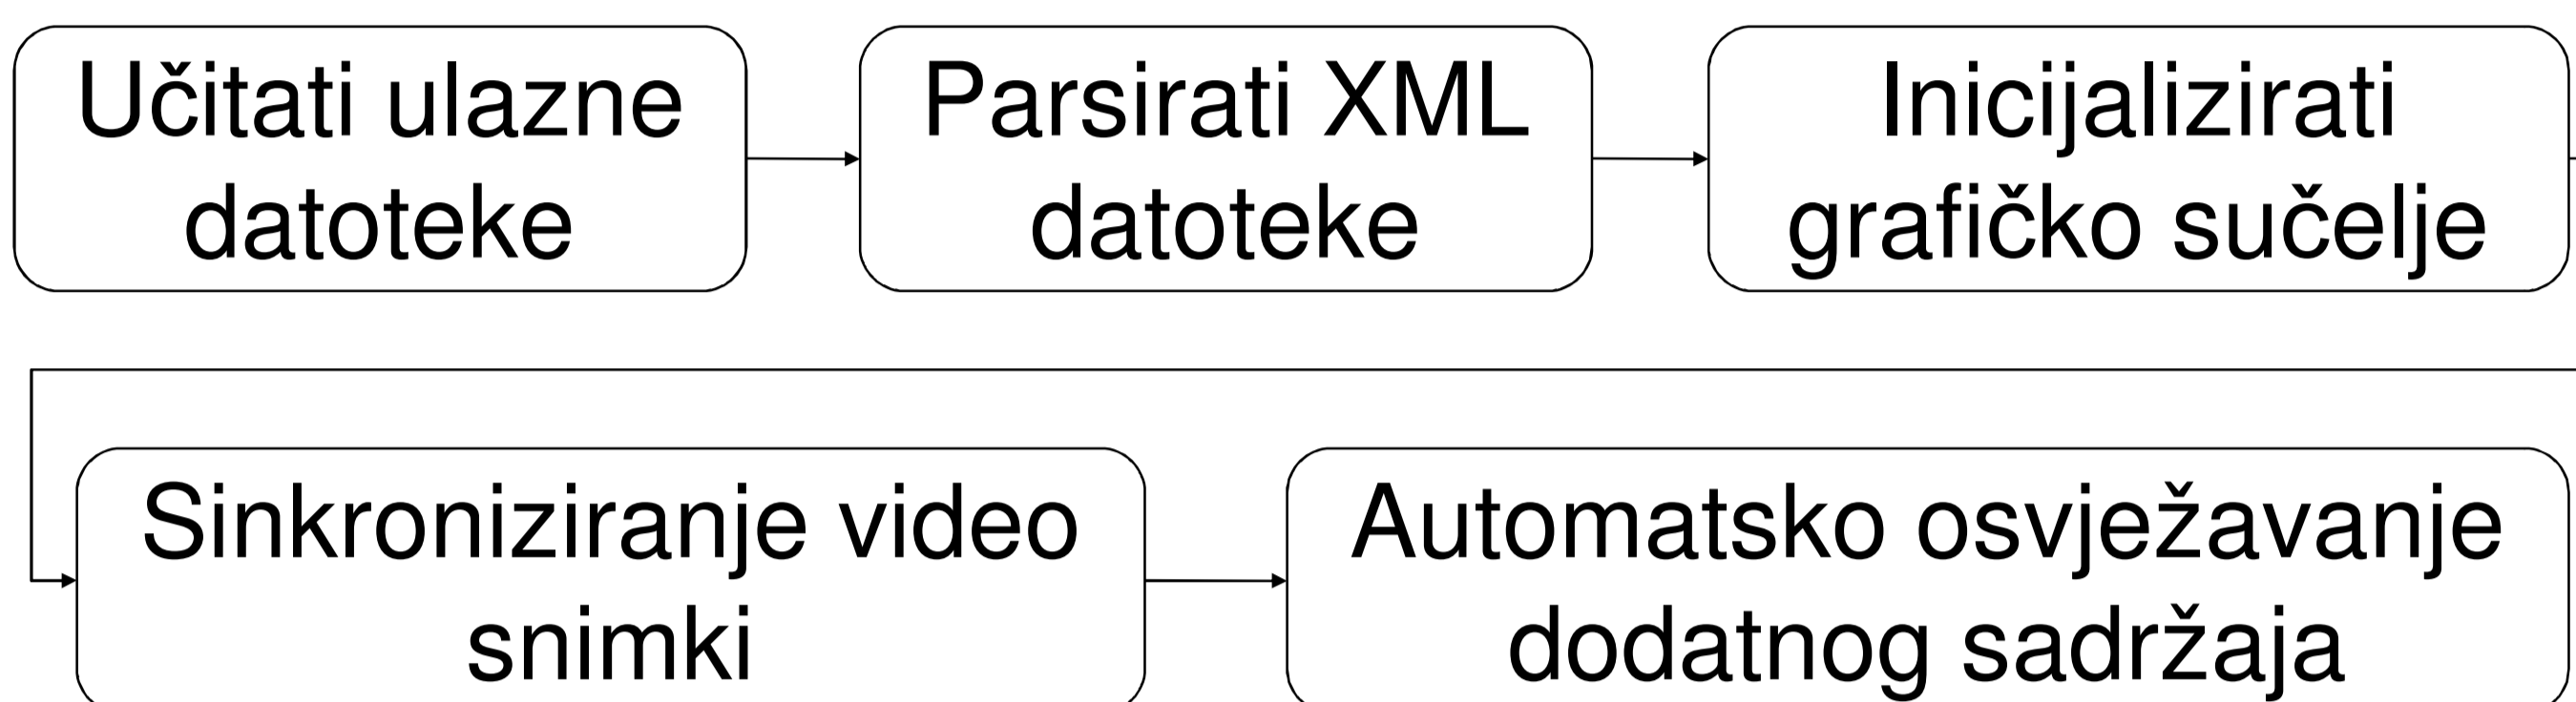 Učitati ulazne
datoteke
Parsirati XML
datoteke
Inicijalizirati
grafičko sučelje
Sinkroniziranje video
snimki
Automatsko osvježavanje
dodatnog sadržaja